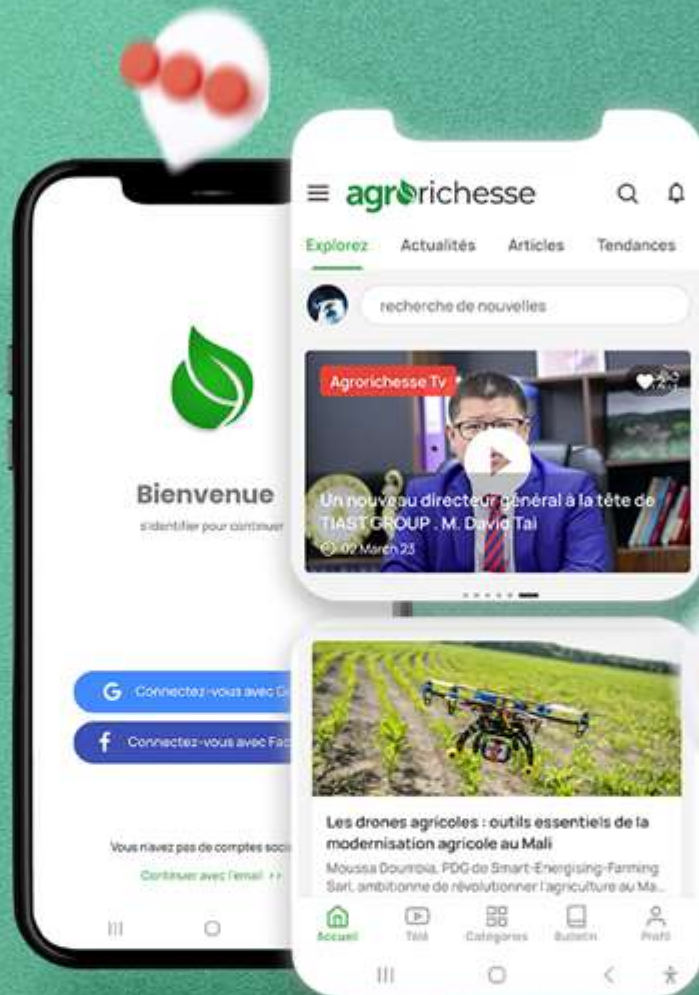 Bienvenue
s'identifier pour continuer
G Connectez-vous avec
f Connectez-vous avec
Vous n'avez pas de comptes
Continuer avec l'email >>
agrorichesse
Explorez Actualités Articles Tendances
recherche de nouvelles
Agrorichesse Tv
Un nouveau directeur général à la tête de
TIAST GROUP . M. David Tai
02 March 23
Les drones agricoles : outils essentiels de la
modernisation agricole au Mali
Moussa Doumbia, PDG de Smart-Energising-Farming
Sarl, ambitionne de révolutionner l'agriculture au Ma...
Accueil Télé Catégories Bulletin Profil